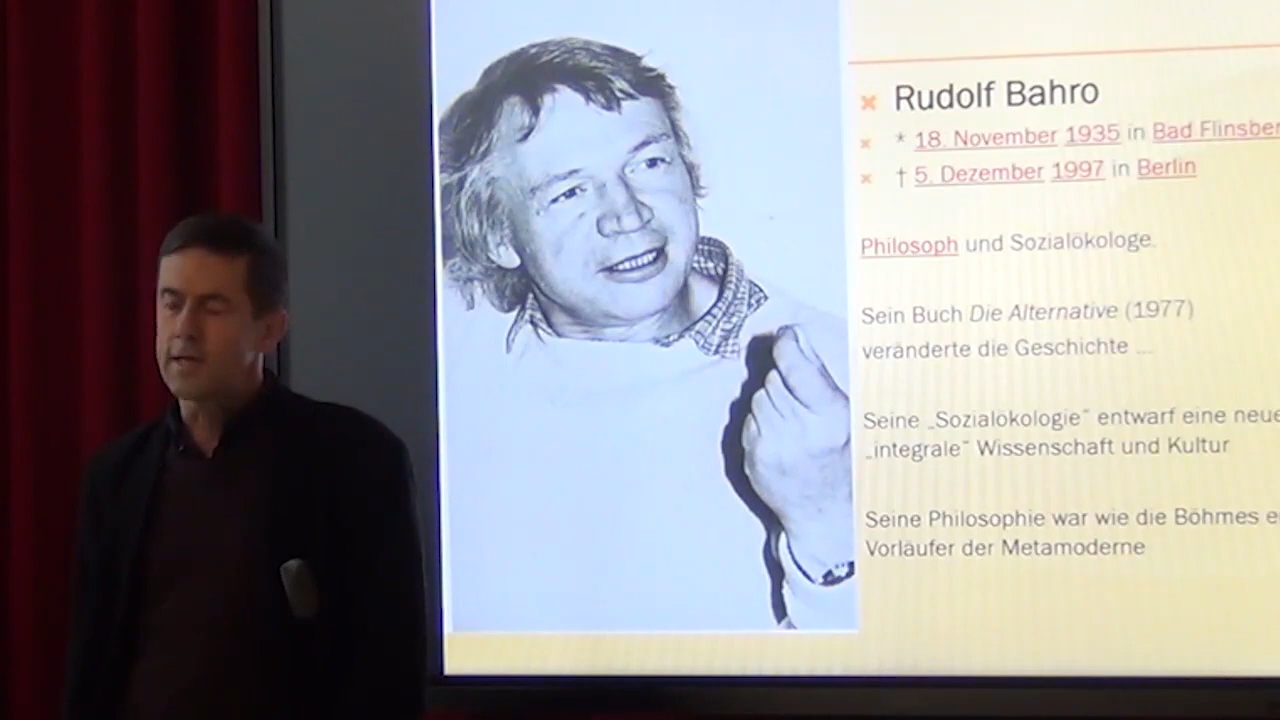 Rudolf Bahro
* 18. November 1935 in Bad Flinsber
† 5. Dezember 1997 in Berlin
Philosoph und Sozialökologe.
Sein Buch Die Alternative (1977)
veränderte die Geschichte ...
Seine „Sozialökologie“ entwarf eine neue
„integrale“ Wissenschaft und Kultur
Seine Philosophie war wie die Böhmes e
Vorläufer der Metamoderne